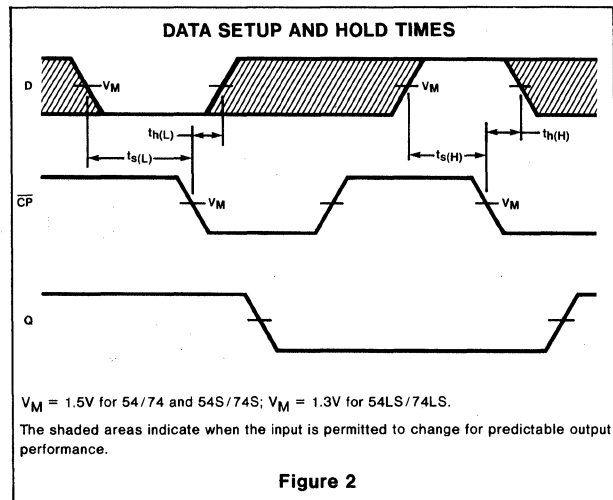 DATA SETUP AND HOLD TIMES
D
VM
VM
th(L)
th(H)
ts(L)
ts(H)
CP
VM
VM
Q
VM = 1.5V for 54/74 and 54S/74S; VM = 1.3V for 54LS/74LS.
The shaded areas indicate when the input is permitted to change for predictable output
performance.
Figure 2